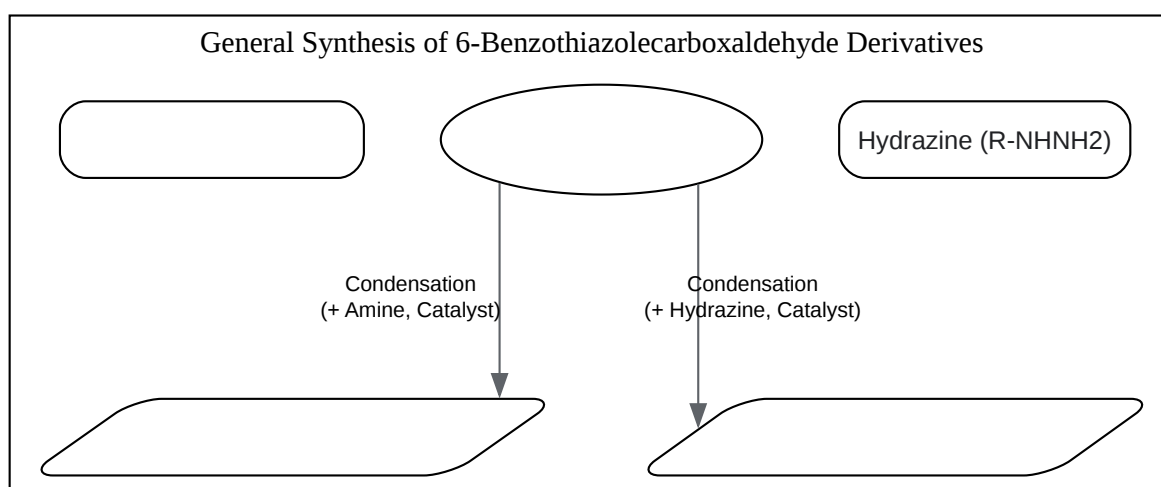 General Synthesis of 6-Benzothiazolecarboxaldehyde Derivatives
Hydrazine (R-NHNH2)
Condensation
(+ Amine, Catalyst)
Condensation
(+ Hydrazine, Catalyst)